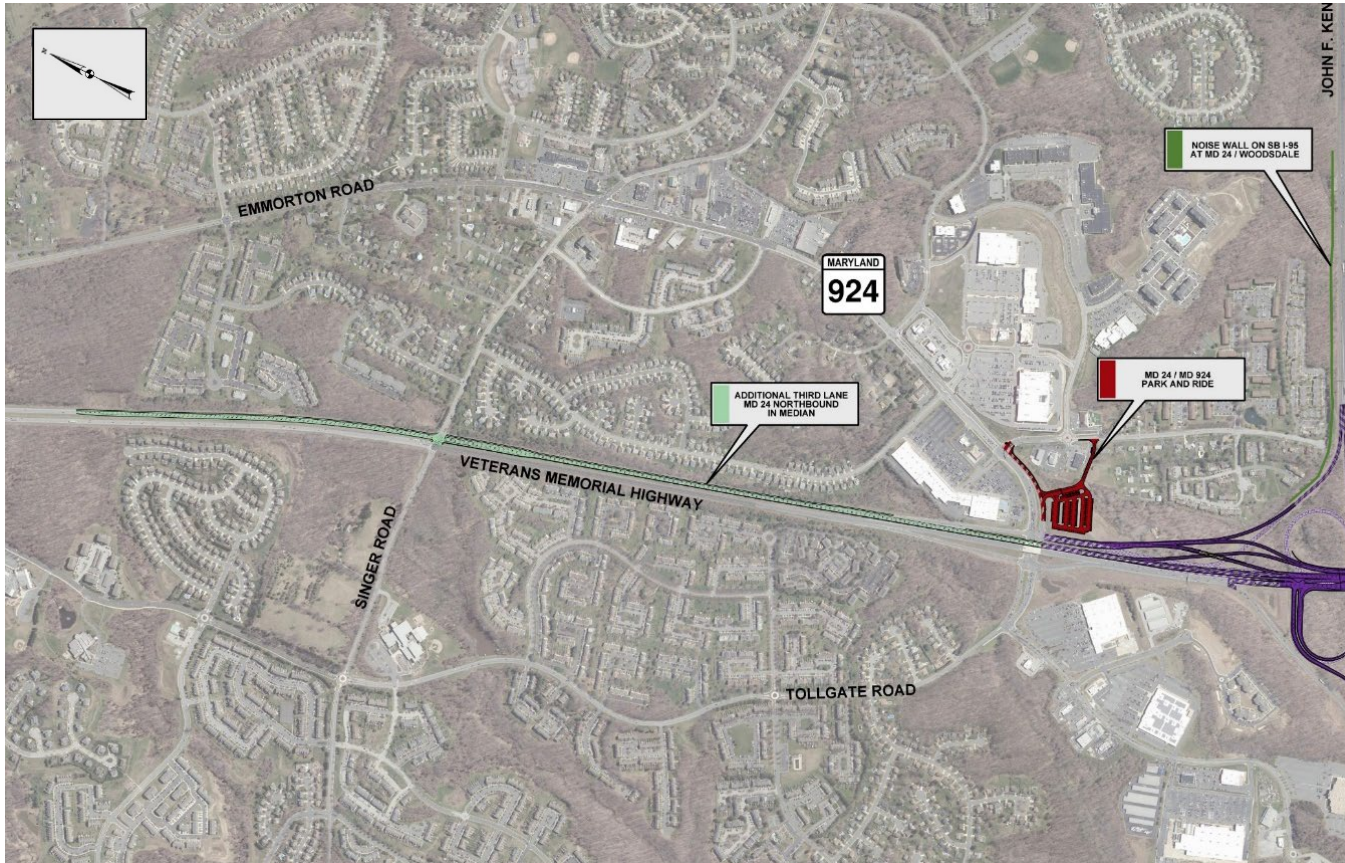 JOHN F. KEN
NOISE WALL ON SB I-95
AT MD 24 / WOODSDALE
EMMORTON ROAD
MARYLAND
924
MD 24 / MD 924
PARK AND RIDE
ADDITIONAL THIRD LANE
MD 24 NORTHBOUND
IN MEDIAN
VETERANS MEMORIAL HIGHWAY
SINGER ROAD
TOLLGATE ROAD